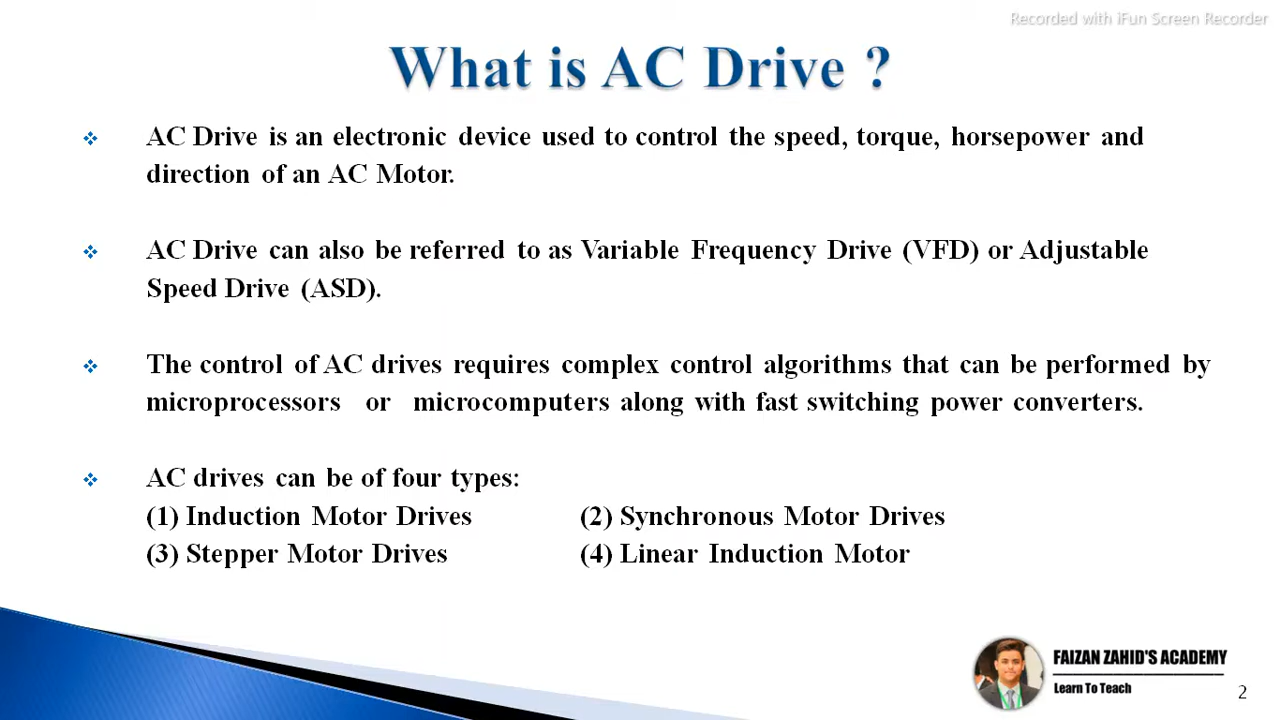 Recorded with iFun Screen Recorder
What is AC Drive ?
AC Drive is an electronic device used to control the speed, torque, horsepower and
direction of an AC Motor.
AC Drive can also be referred to as Variable Frequency Drive (VFD) or Adjustable
Speed Drive (ASD).
The control of AC drives requires complex control algorithms that can be performed by
microprocessors or microcomputers along with fast switching power converters.
AC drives can be of four types:
(1) Induction Motor Drives (2) Synchronous Motor Drives
(3) Stepper Motor Drives (4) Linear Induction Motor
FAIZAN ZAHID'S ACADEMY
Learn To Teach
2